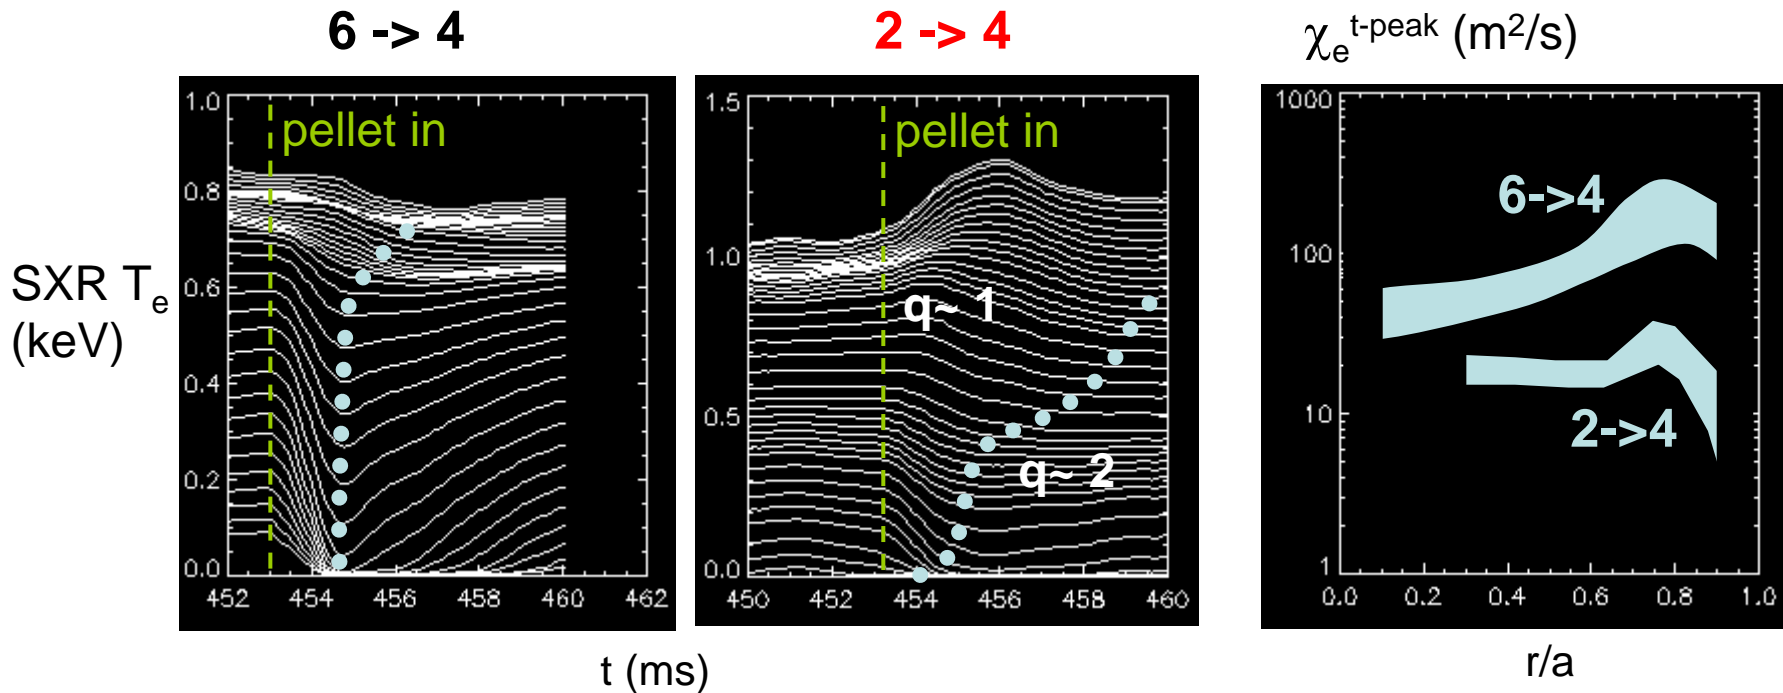 6 -> 4
2 -> 4
χe t-peak (m2/s)
SXR Te
(keV)
pellet in
1.0
0.8
0.6
0.4
0.2
0.0
452 454 456 458 460 462
pellet in
q~ 1
q~ 2
1.5
1.0
0.5
0.0
450 452 454 456 458 460
t (ms)
6->4
2->4
1000
100
10
1
0.0 0.2 0.4 0.6 0.8 1.0
r/a